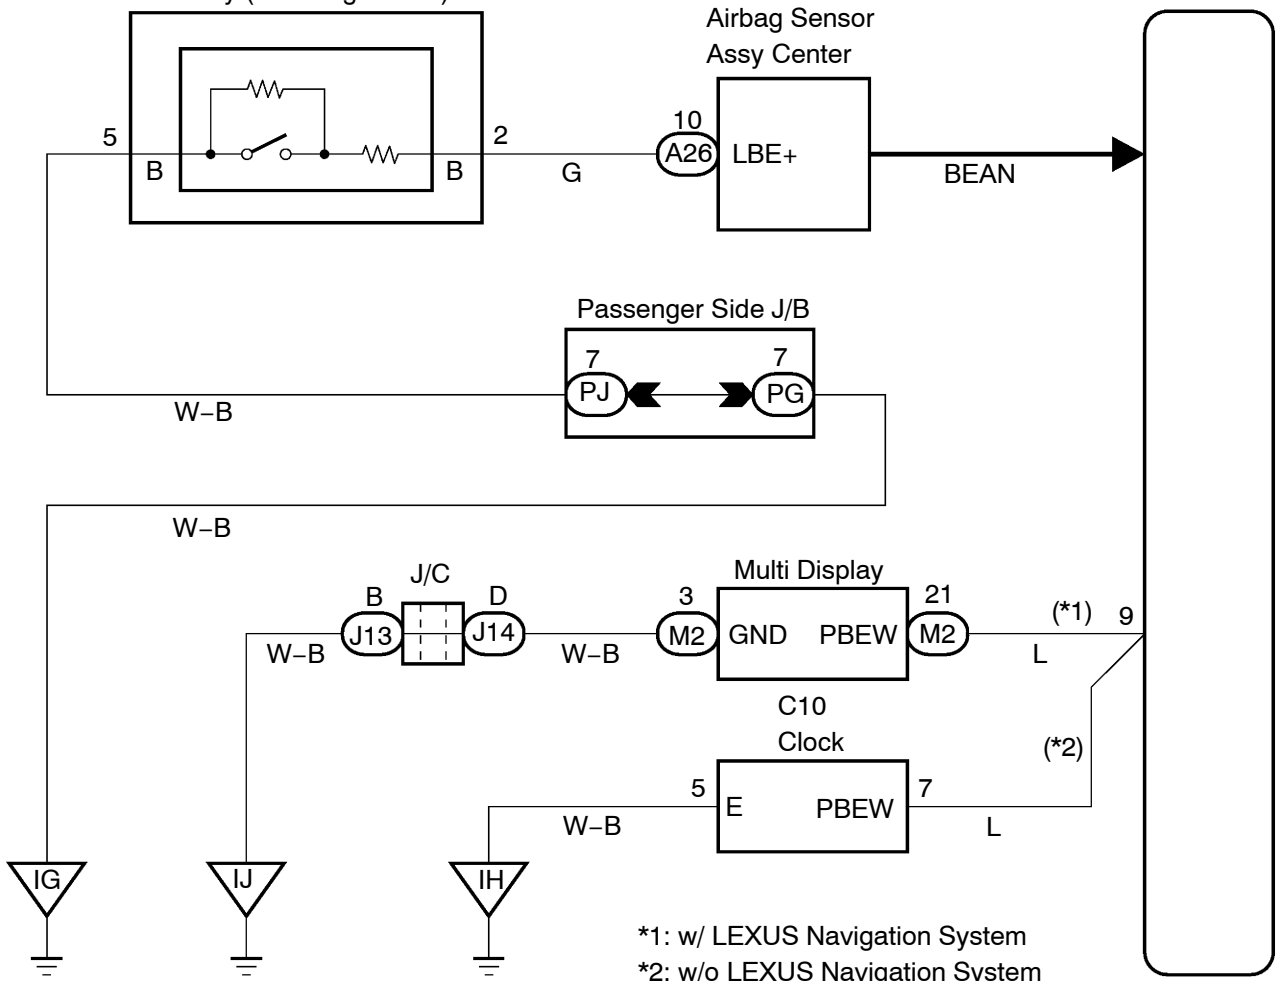 Airbag Sensor
Assy Center
5
B
B
2
G
10
A26
LBE+
BEAN
Passenger Side J/B
7
PJ
7
PG
W–B
W–B
J/C
B
J13
D
J14
W–B
W–B
Multi Display
3
M2
GND
PBEW
21
M2
(*1)
9
L
C10
Clock
(*2)
5
E
PBEW
7
W–B
L
IG
IJ
IH
*1: w/ LEXUS Navigation System
*2: w/o LEXUS Navigation System